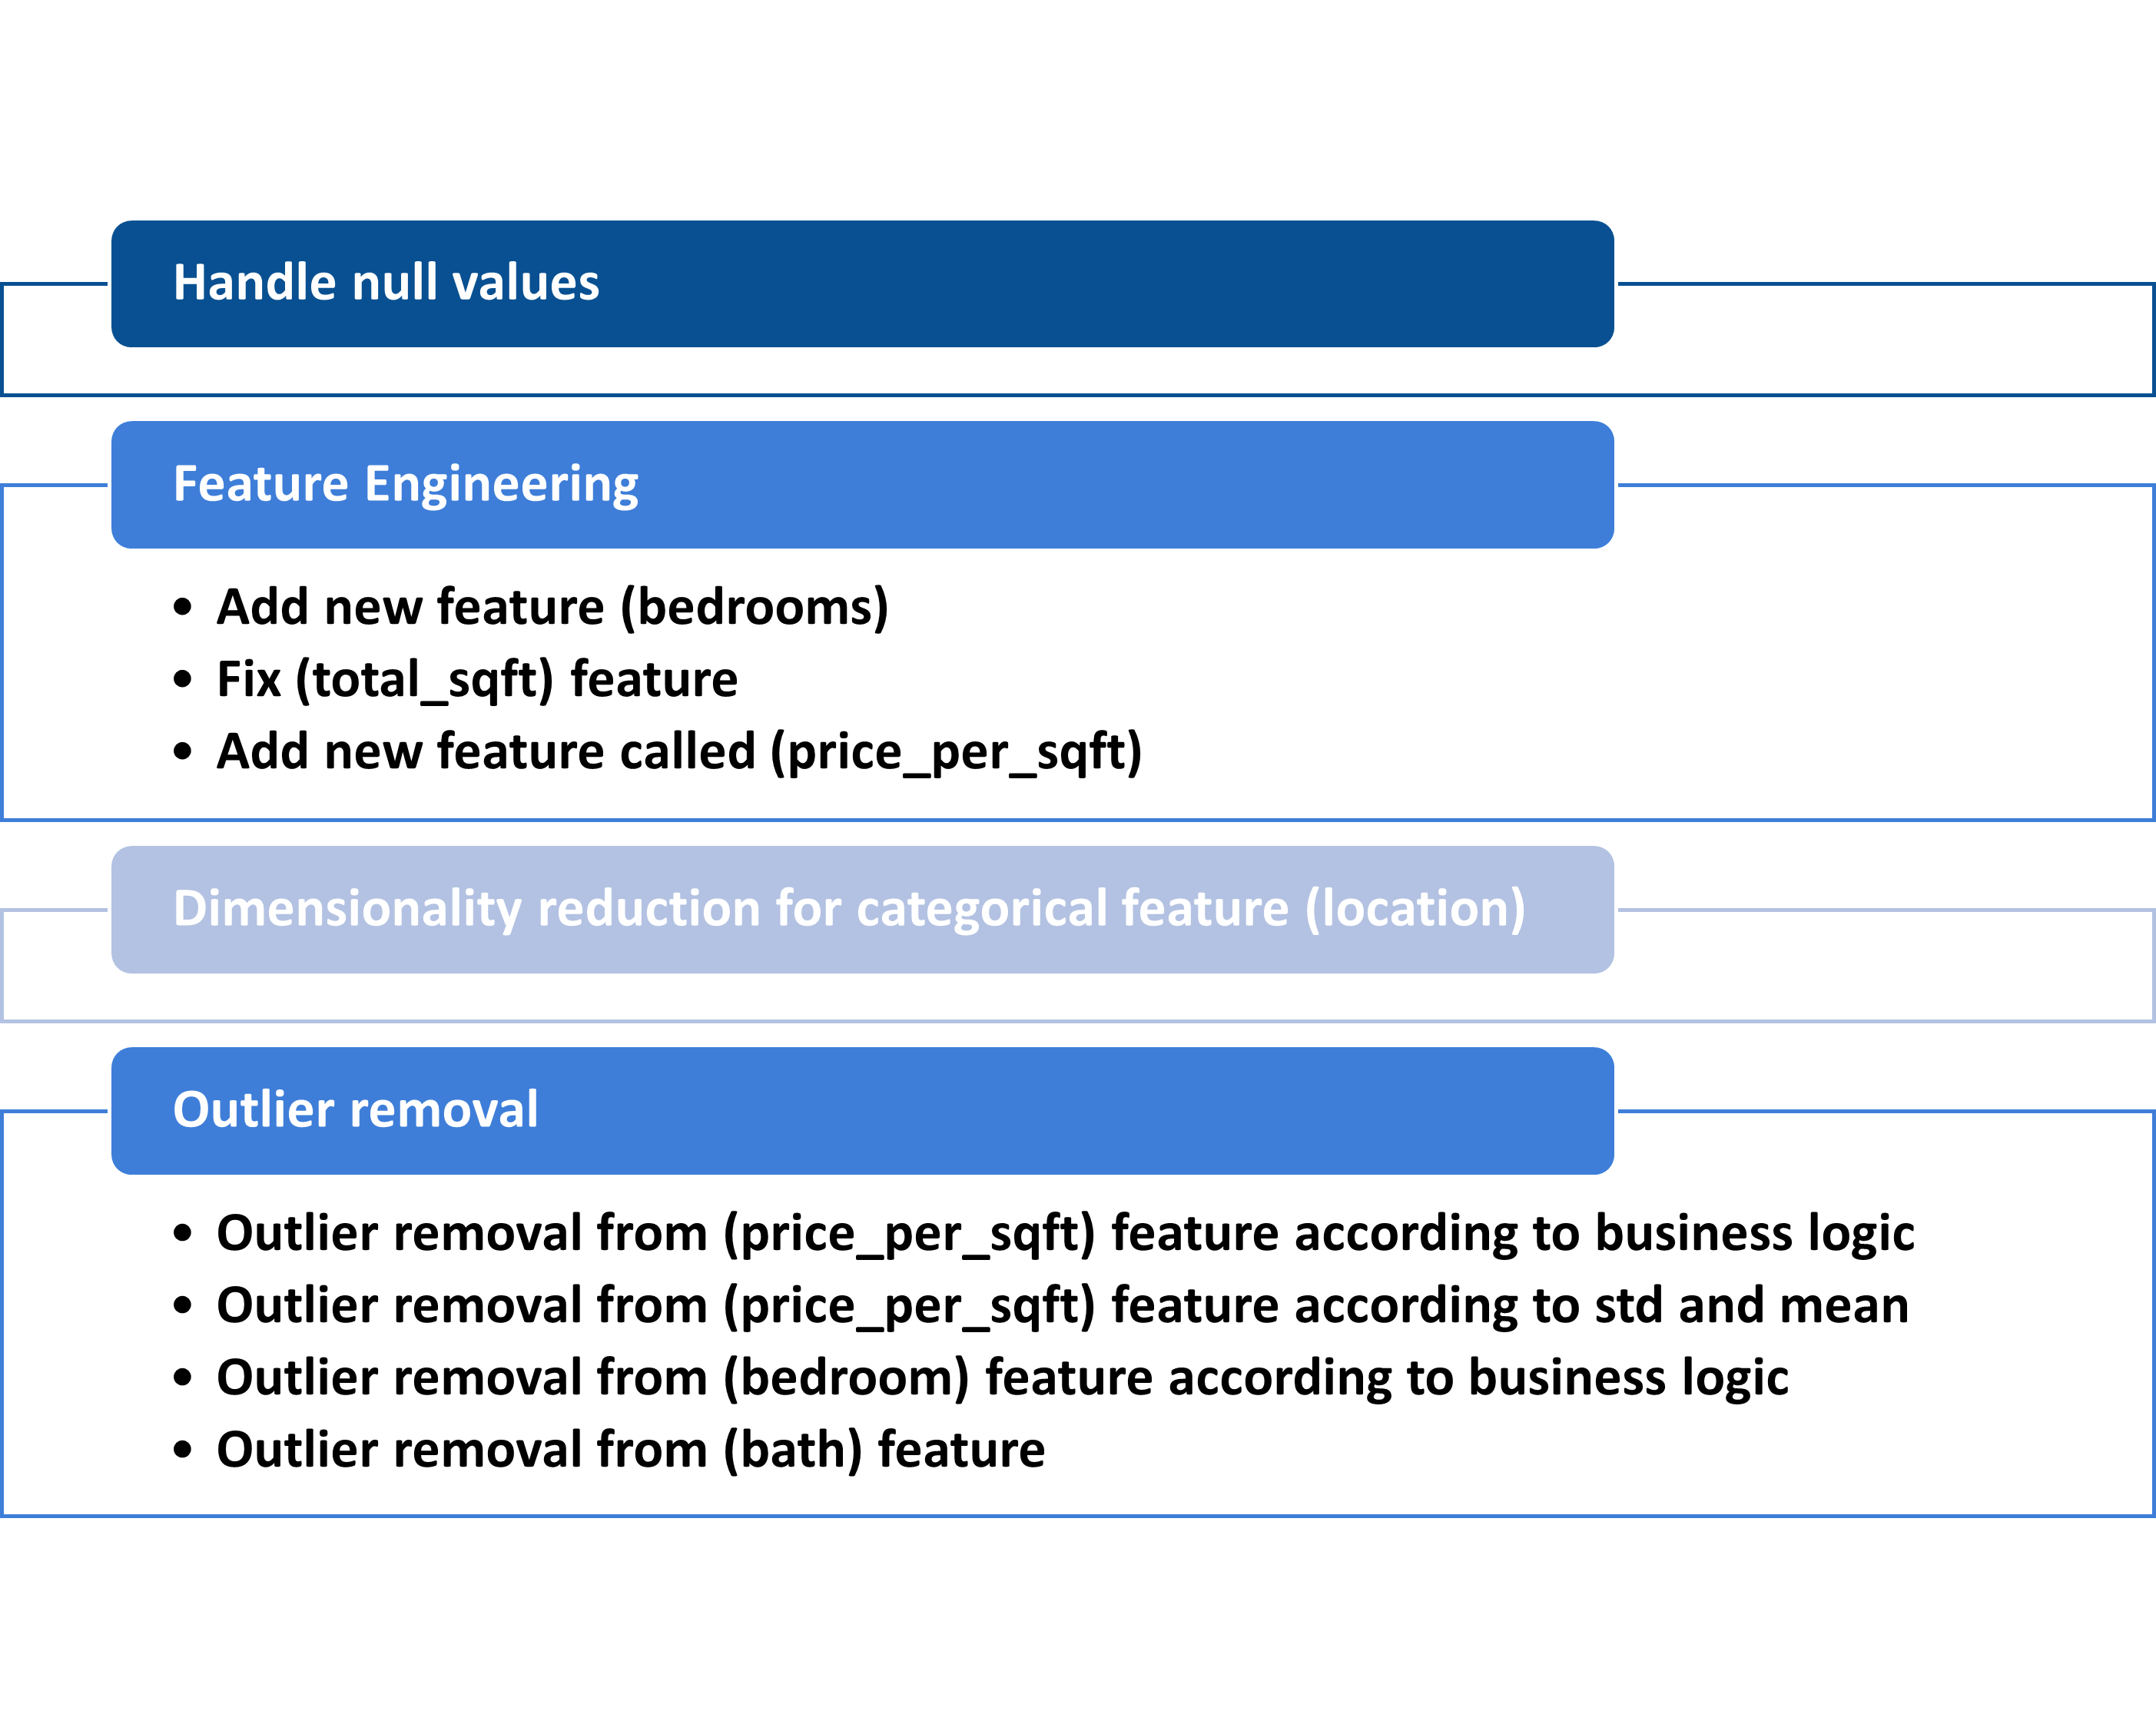 Handle null values
Feature Engineering
• Add new feature (bedrooms)
• Fix (total_sqft) feature
• Add new feature called (price_per_sqft)
Dimensionality reduction for categorical feature (location)
Outlier removal
• Outlier removal from (price_per_sqft) feature according to business logic
• Outlier removal from (price_per_sqft) feature according to std and mean
• Outlier removal from (bedroom) feature according to business logic
• Outlier removal from (bath) feature